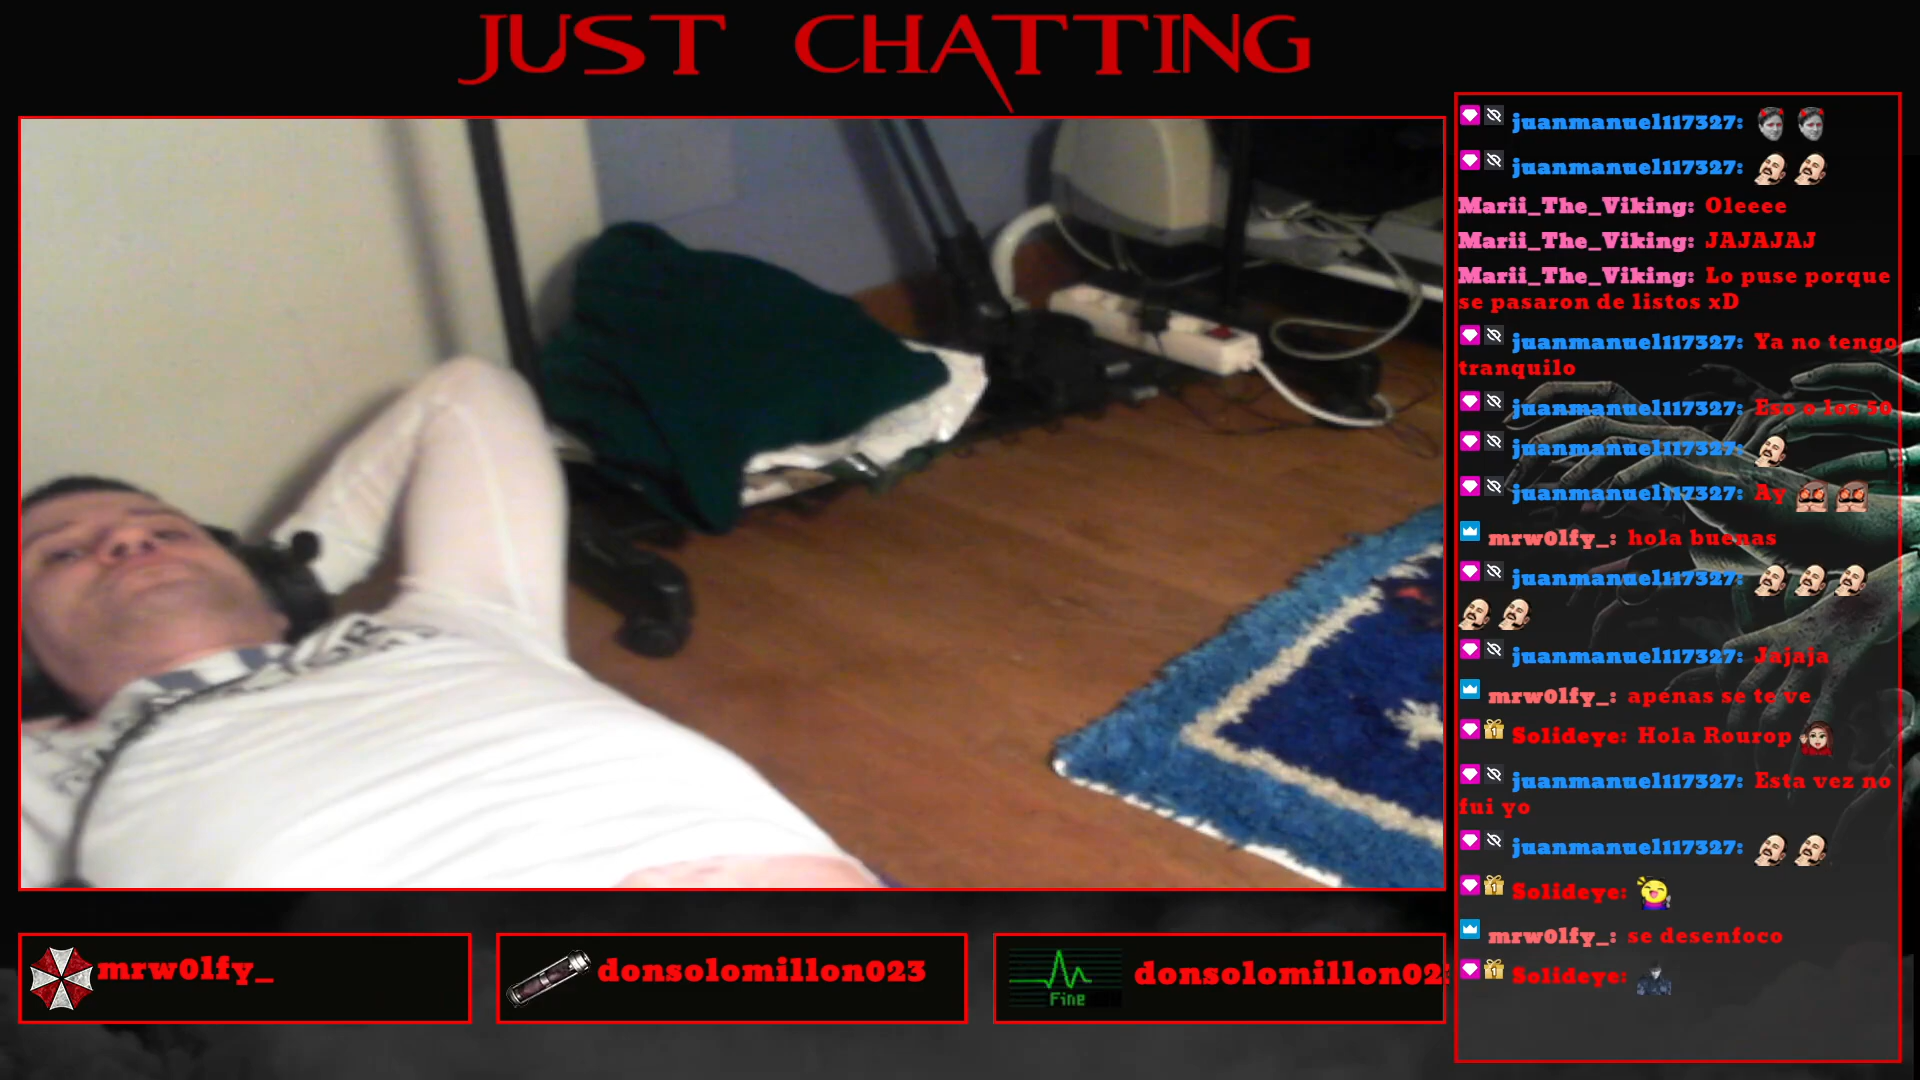 JUST CHATTING
juanmanuel117327:
juanmanuel117327:
Marii_The_Viking: Oleeee
Marii_The_Viking: JAJAJAJ
Marii_The_Viking: Lo puse porque
se pasaron de listos xD
juanmanuel117327: Ya no tengo
tranquilo
juanmanuel117327: Eso o los 50
juanmanuel117327:
juanmanuel117327: Ay
mrw0lfy_: hola buenas
juanmanuel117327:
juanmanuel117327: Jajaja
mrw0lfy_: apenas se te ve
Solideye: Hola Rourop
juanmanuel117327: Esta vez no
fui yo
juanmanuel117327:
Solideye:
mrw0lfy_: se desenfoco
Solideye:
mrw0lfy_
donsolomillon023
Fine
donsolomillon02